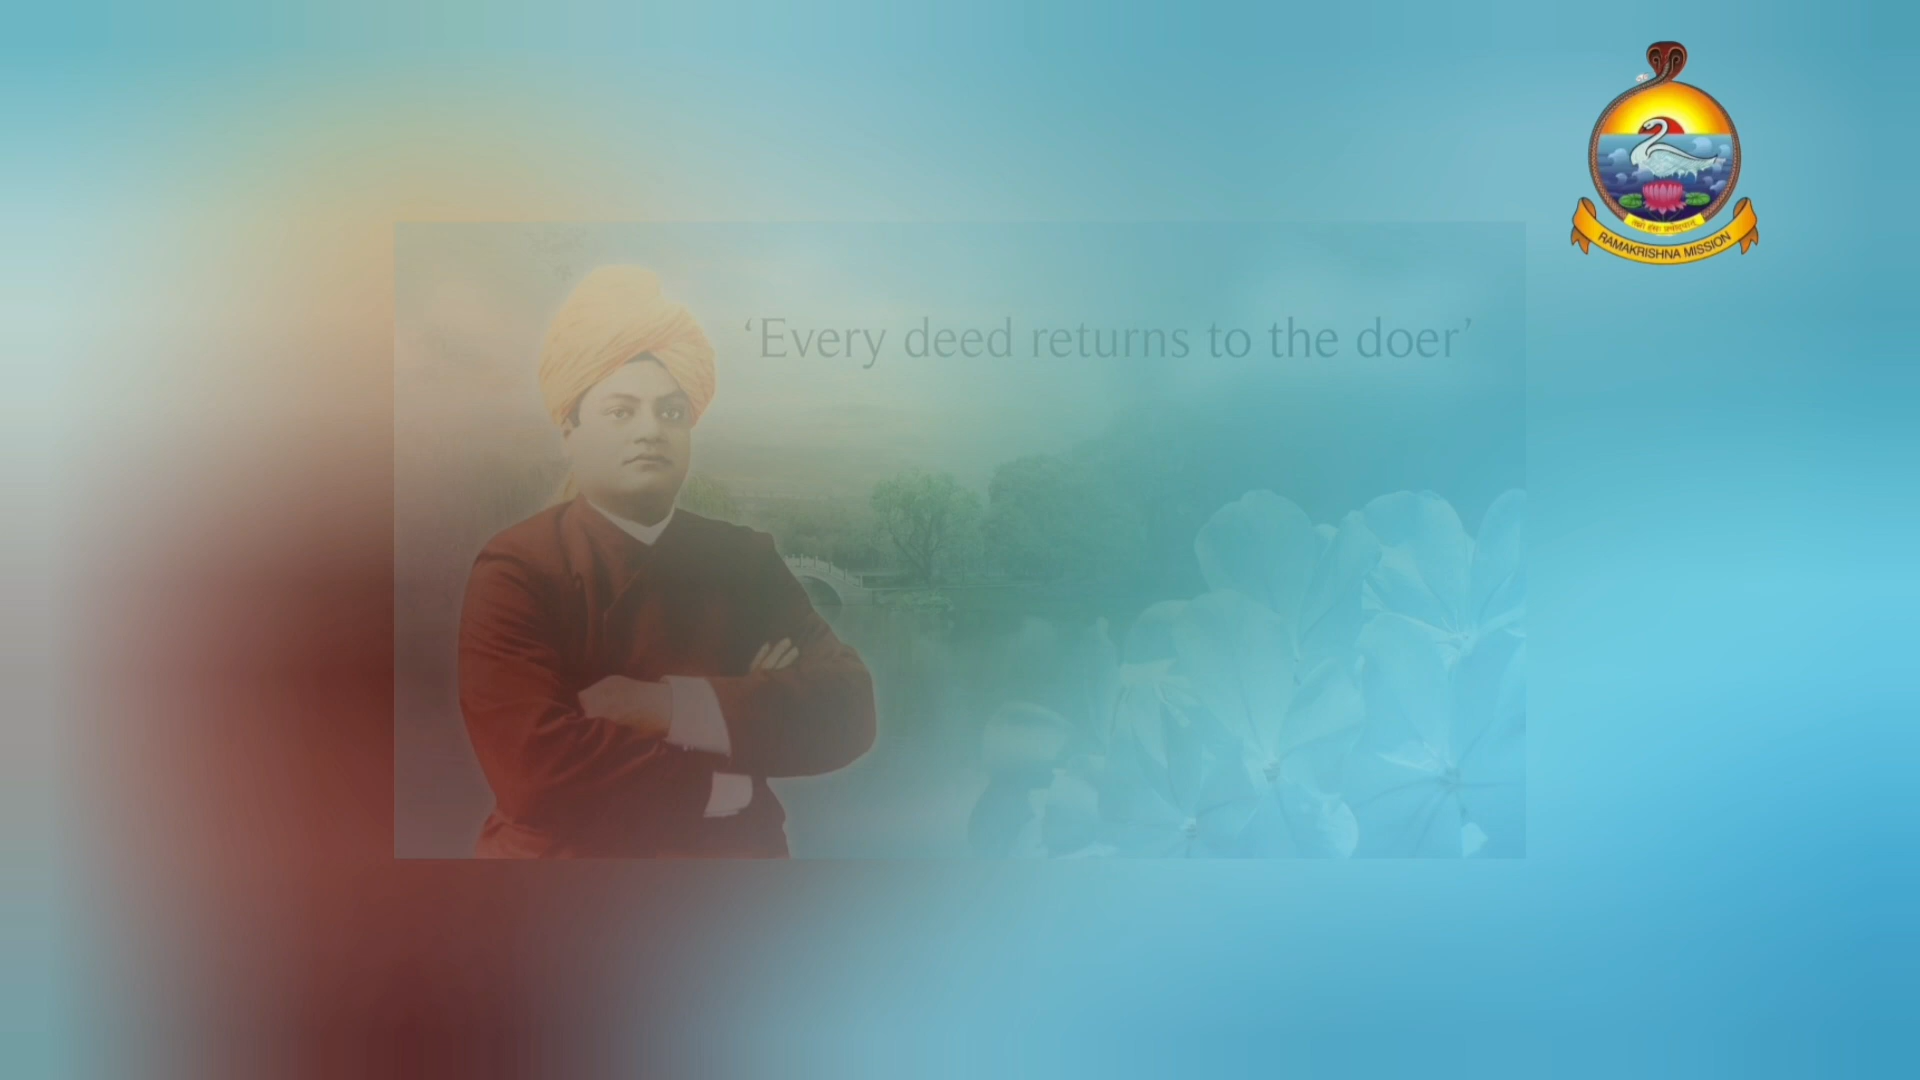 ‘Every deed returns to the doer’
RAMAKRISHNA MISSION